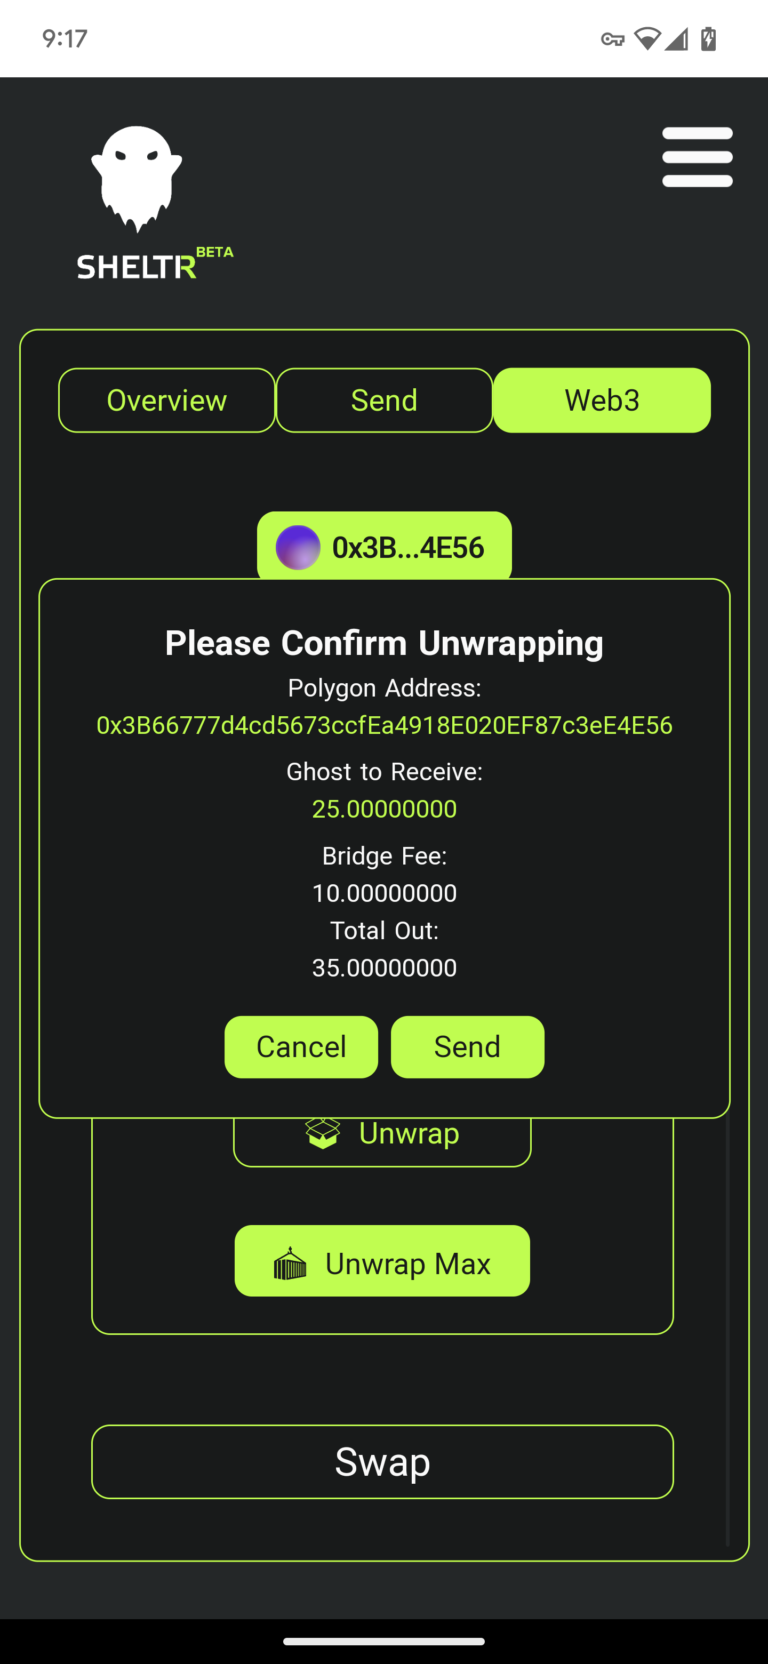 9:17
SHELTR BETA
Overview Send Web3
0x3B...4E56
Please Confirm Unwrapping
Polygon Address:
0x3B66777d4cd5673ccfEa4918E020EF87c3eE4E56
Ghost to Receive:
25.00000000
Bridge Fee:
10.00000000
Total Out:
35.00000000
Cancel Send
Unwrap
Unwrap Max
Swap